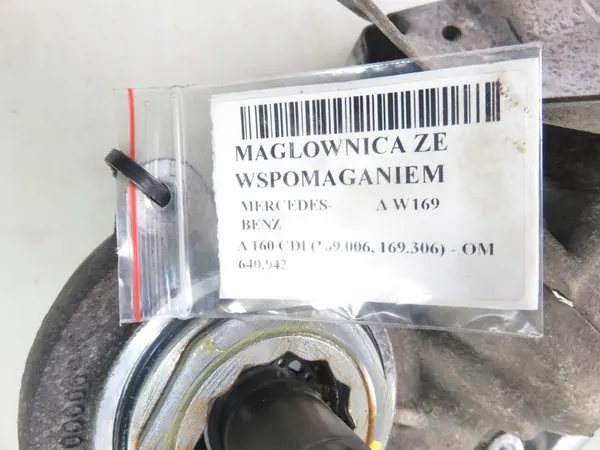 MAGLOWNICA ZE
WSPOMAGANIEM
MERCEDES- A W169
BENZ
A 160 CDI (169.006, 169.306) - OM
640.942